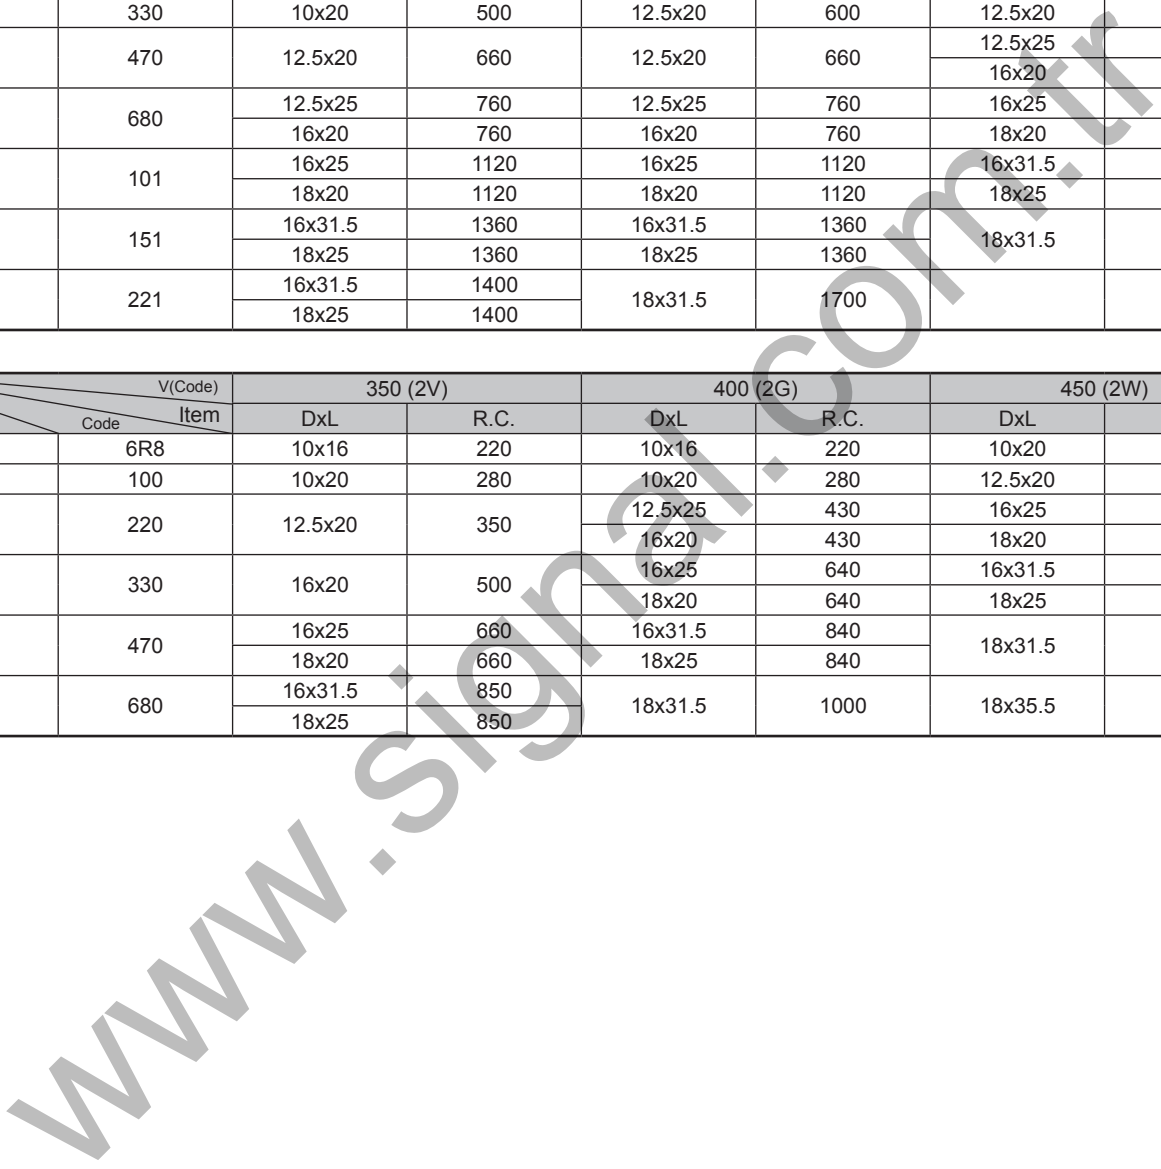 330 10x20 500 12.5x20 600 12.5x20
470 12.5x20 660 12.5x20 660 12.5x25
16x20
680 12.5x25 760 12.5x25 760 16x25
16x20 760 16x20 760 18x20
101 16x25 1120 16x25 1120 16x31.5
18x20 1120 18x20 1120 18x25
151 16x31.5 1360 16x31.5 1360 18x31.5
18x25 1360 18x25 1360
221 16x31.5 1400 18x31.5 1700
18x25 1400
V(Code) 350 (2V) 400 (2G) 450 (2W)
Code Item DxL R.C. DxL R.C. DxL
6R8 10x16 220 10x16 220 10x20
100 10x20 280 10x20 280 12.5x20
220 12.5x20 350 12.5x25 430 16x25
16x20 430 18x20
330 16x20 500 16x25 640 16x31.5
18x20 640 18x25
470 16x25 660 16x31.5 840 18x31.5
18x20 660 18x25 840
680 16x31.5 850 18x31.5 1000 18x35.5
18x25 850
www.signal.com.tr